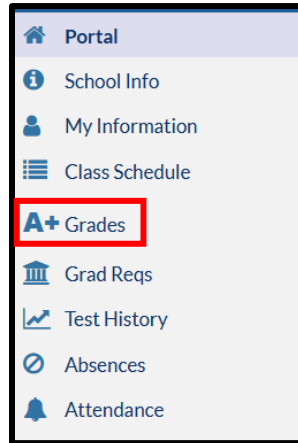 Portal
School Info
My Information
Class Schedule
A+ Grades
Grad Reqs
Test History
Absences
Attendance